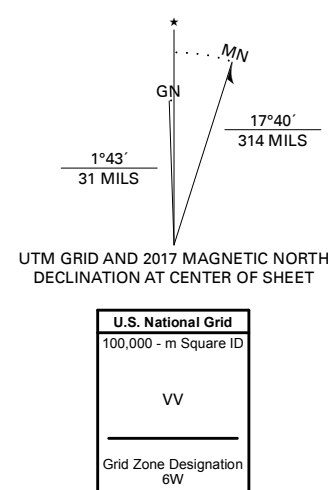 ★
MN
GN
17°40´
314 MILS
1°43´
31 MILS
UTM GRID AND 2017 MAGNETIC NORTH
DECLINATION AT CENTER OF SHEET
U.S. National Grid
100,000 - m Square ID
VV
Grid Zone Designation
6W